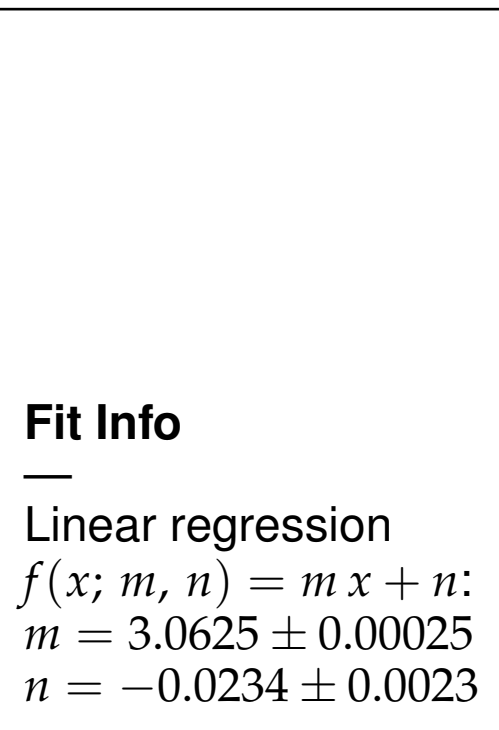 Fit Info
—
Linear regression
f(x; m, n) = m x + n:
m = 3.0625 ± 0.00025
n = −0.0234 ± 0.0023